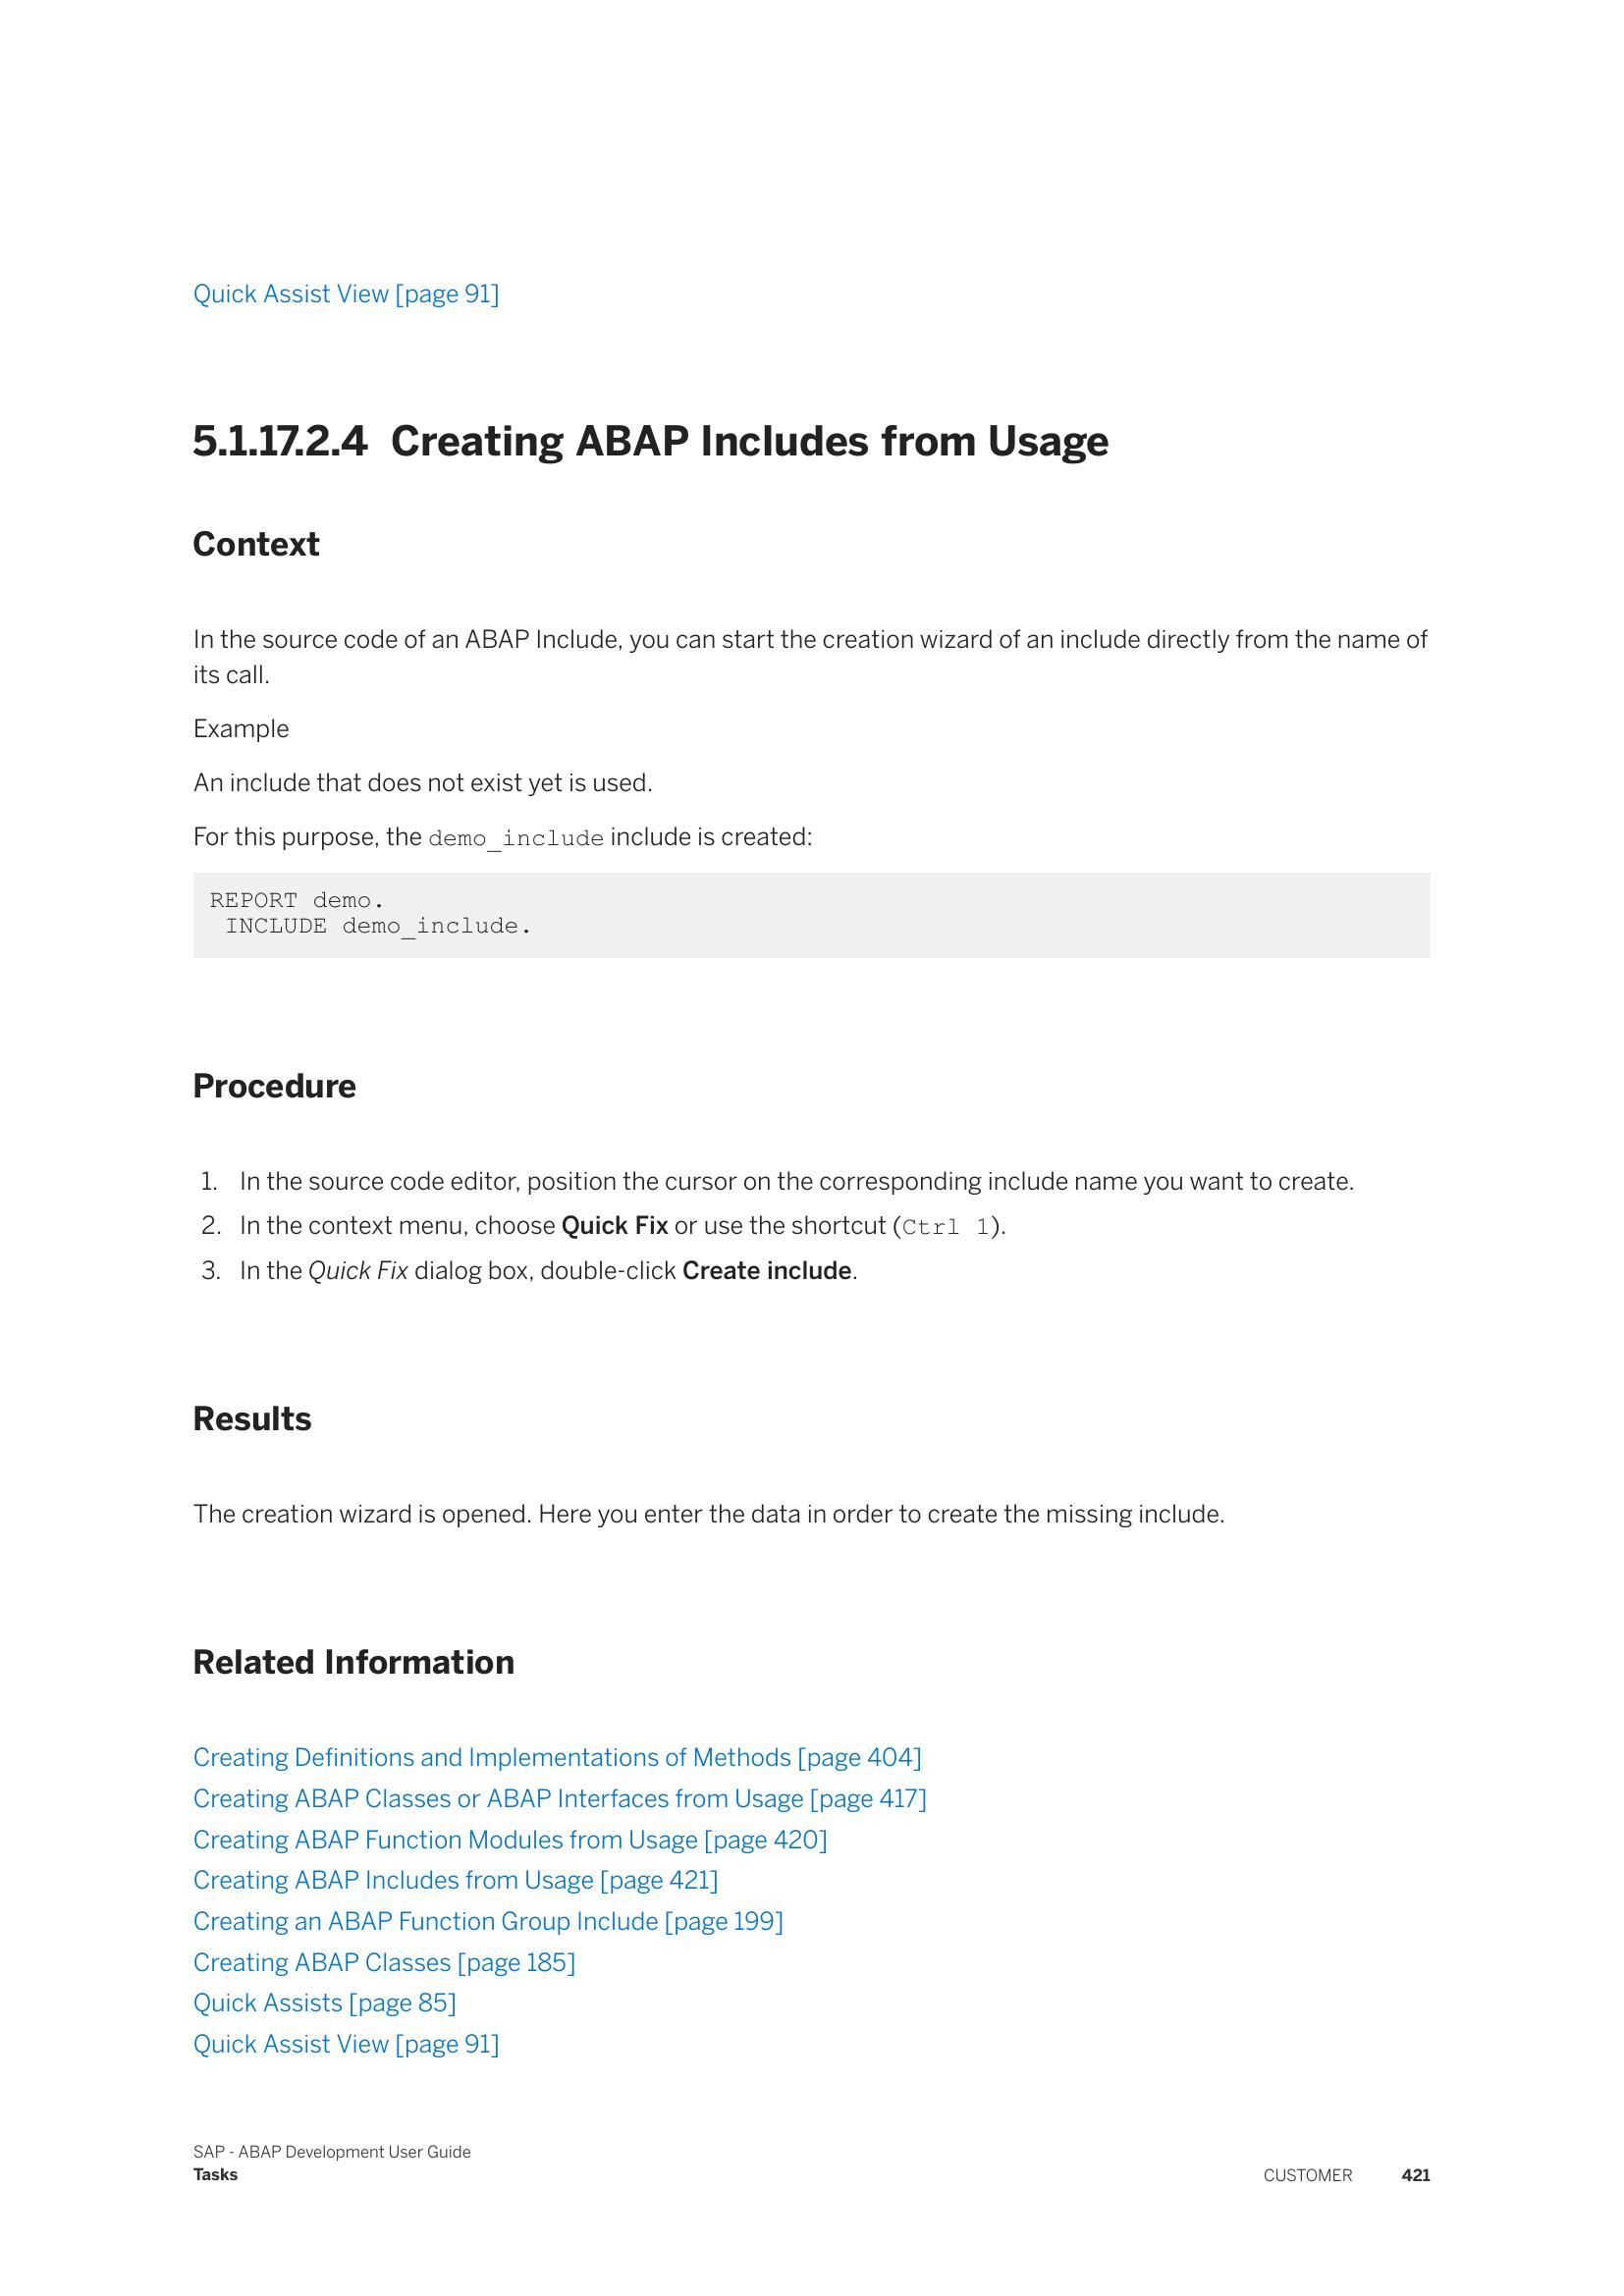 Quick Assist View [page 91]
5.1.17.2.4 Creating ABAP Includes from Usage
Context
In the source code of an ABAP Include, you can start the creation wizard of an include directly from the name of
its call.
Example
An include that does not exist yet is used.
For this purpose, the demo_include include is created:
REPORT demo.
INCLUDE demo_include.
Procedure
1. In the source code editor, position the cursor on the corresponding include name you want to create.
2. In the context menu, choose Quick Fix or use the shortcut (Ctrl 1).
3. In the Quick Fix dialog box, double-click Create include.
Results
The creation wizard is opened. Here you enter the data in order to create the missing include.
Related Information
Creating Definitions and Implementations of Methods [page 404]
Creating ABAP Classes or ABAP Interfaces from Usage [page 417]
Creating ABAP Function Modules from Usage [page 420]
Creating ABAP Includes from Usage [page 421]
Creating an ABAP Function Group Include [page 199]
Creating ABAP Classes [page 185]
Quick Assists [page 85]
Quick Assist View [page 91]
SAP - ABAP Development User Guide
Tasks
CUSTOMER 421